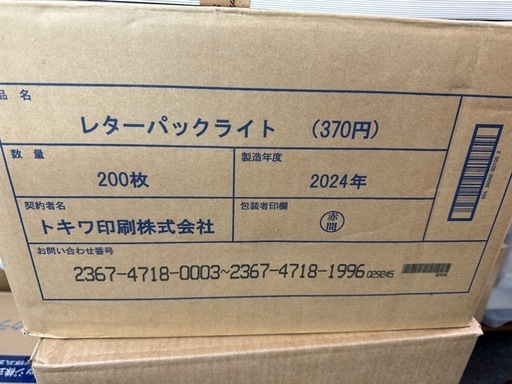 品 名
レターパックライト (370円)
数 量
200枚
製造年度
2024年
契約者名
トキワ印刷株式会社
包装者印欄
赤間
お問い合わせ番号
2367-4718-0003~2367-4718-1996 029245